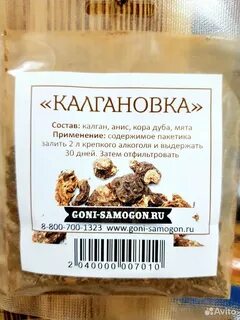 «КАЛГАНОВКА»
Состав: калган, анис, кора дуба, мята
Применение: содержимое пакетика
залить 2 л крепкого алкоголя и выдержать
30 дней. Затем отфильтровать
GONI-SAMOGON.RU
8-800-700-1323 www.goni-samogon.ru
2 040000 007010
Avito